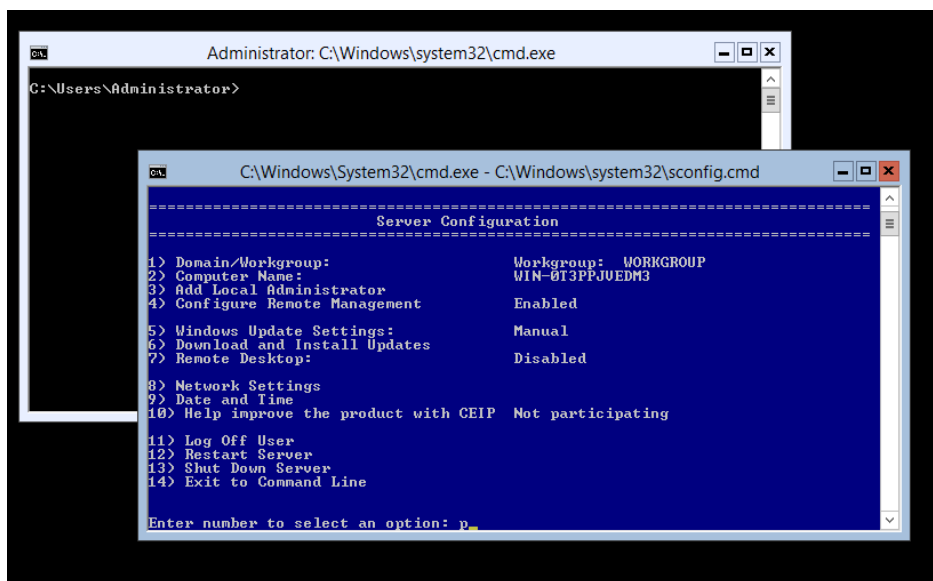 Administrator: C:\Windows\system32\cmd.exe
C:\Users\Administrator>
C:\Windows\System32\cmd.exe - C:\Windows\system32\sconfig.cmd
===============================================================================
Server Configuration
===============================================================================
1) Domain/Workgroup: Workgroup: WORKGROUP
2) Computer Name: WIN-0T3PPJVEDM3
3) Add Local Administrator
4) Configure Remote Management Enabled
5) Windows Update Settings: Manual
6) Download and Install Updates
7) Remote Desktop: Disabled
8) Network Settings
9) Date and Time
10) Help improve the product with CEIP Not participating
11) Log Off User
12) Restart Server
13) Shut Down Server
14) Exit to Command Line
Enter number to select an option: p_